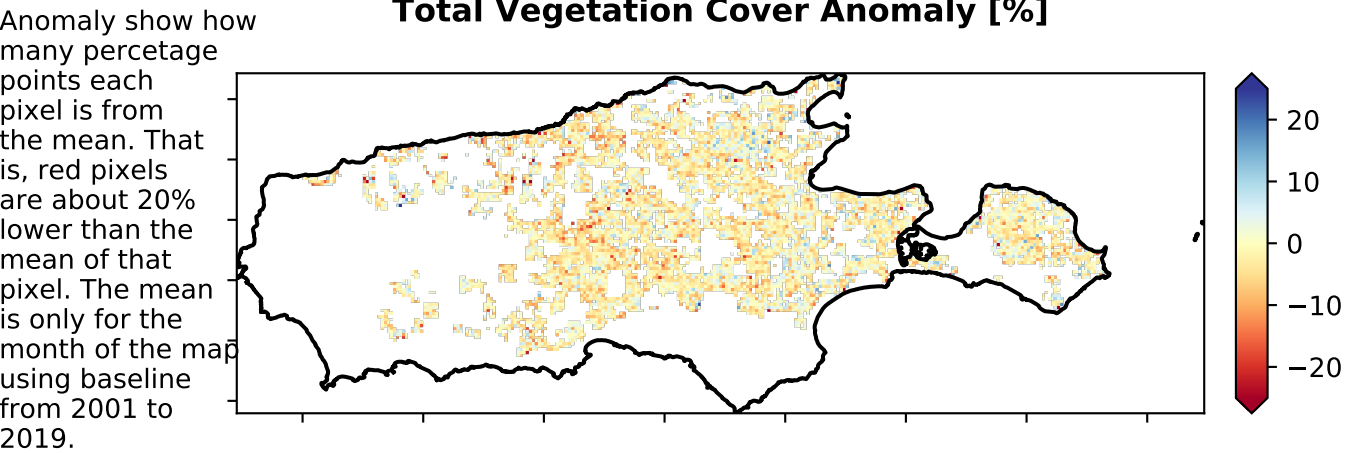 Total Vegetation Cover Anomaly [%]
Anomaly show how
many percetage
points each
pixel is from
the mean. That
is, red pixels
are about 20%
lower than the
mean of that
pixel. The mean
is only for the
month of the map
using baseline
from 2001 to
2019.
20
10
0
−10
−20